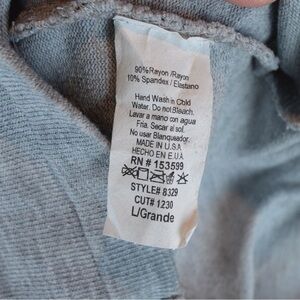 90% Rayon /Rayon
10% Spandex / Elastano
Hand Wash in Cold
Water. Do not Bleach.
Lavar a mano con agua
Fria. Secar al sol.
No usar Blanqueador.
MADE IN U.S.A
HECHO EN E.U.A
RN # 153599
STYLE# 8329
CUT# 1230
L/Grande